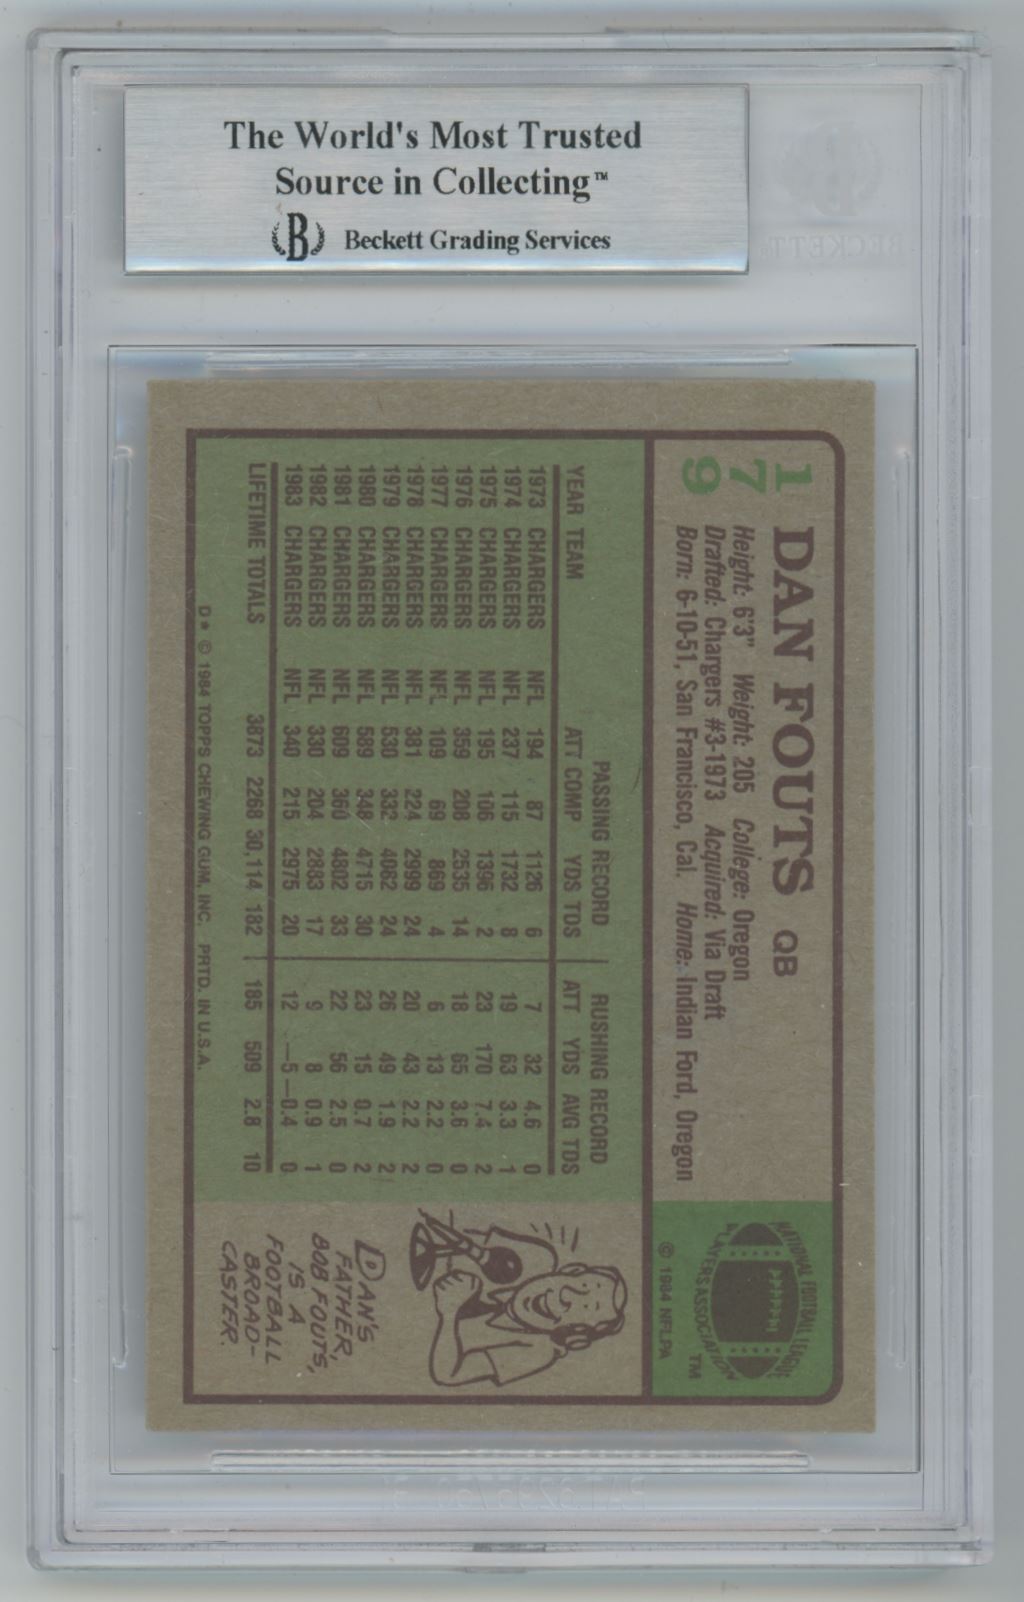 The World's Most Trusted
Source in Collecting™
B Beckett Grading Services
BECKETT
179
DAN FOUTS QB
Height: 6'3" Weight: 205 College: Oregon
Drafted: Chargers #3-1973 Acquired: Via Draft
Born: 6-10-51, San Francisco, Cal. Home: Indian Ford, Oregon
NATIONAL FOOTBALL LEAGUE
PLAYERS ASSOCIATION
TM
© 1984 NFLPA
PASSING RECORD RUSHING RECORD
YEAR TEAM ATT COMP YDS TDS ATT YDS AVG TDS
1973 CHARGERS NFL 194 87 1126 6 7 32 4.6 0
1974 CHARGERS NFL 237 115 1732 8 19 63 3.3 1
1975 CHARGERS NFL 195 106 1396 2 23 170 7.4 2
1976 CHARGERS NFL 359 208 2535 14 18 65 3.6 0
1977 CHARGERS NFL 109 69 869 4 6 13 2.2 0
1978 CHARGERS NFL 381 224 2999 24 20 43 2.2 2
1979 CHARGERS NFL 530 332 4082 24 26 49 1.9 2
1980 CHARGERS NFL 589 348 4715 30 23 15 0.7 2
1981 CHARGERS NFL 609 360 4802 33 22 56 2.5 0
1982 CHARGERS NFL 330 204 2883 17 9 8 0.9 1
1983 CHARGERS NFL 340 215 2975 20 12 —5 —0.4 0
LIFETIME TOTALS 3873 2268 30,114 182 185 509 2.8 10
D* © 1984 TOPPS CHEWING GUM, INC. PRTD. IN U.S.A.
DAN'S
FATHER,
BOB FOUTS,
IS A
FOOTBALL
BROAD-
CASTER.